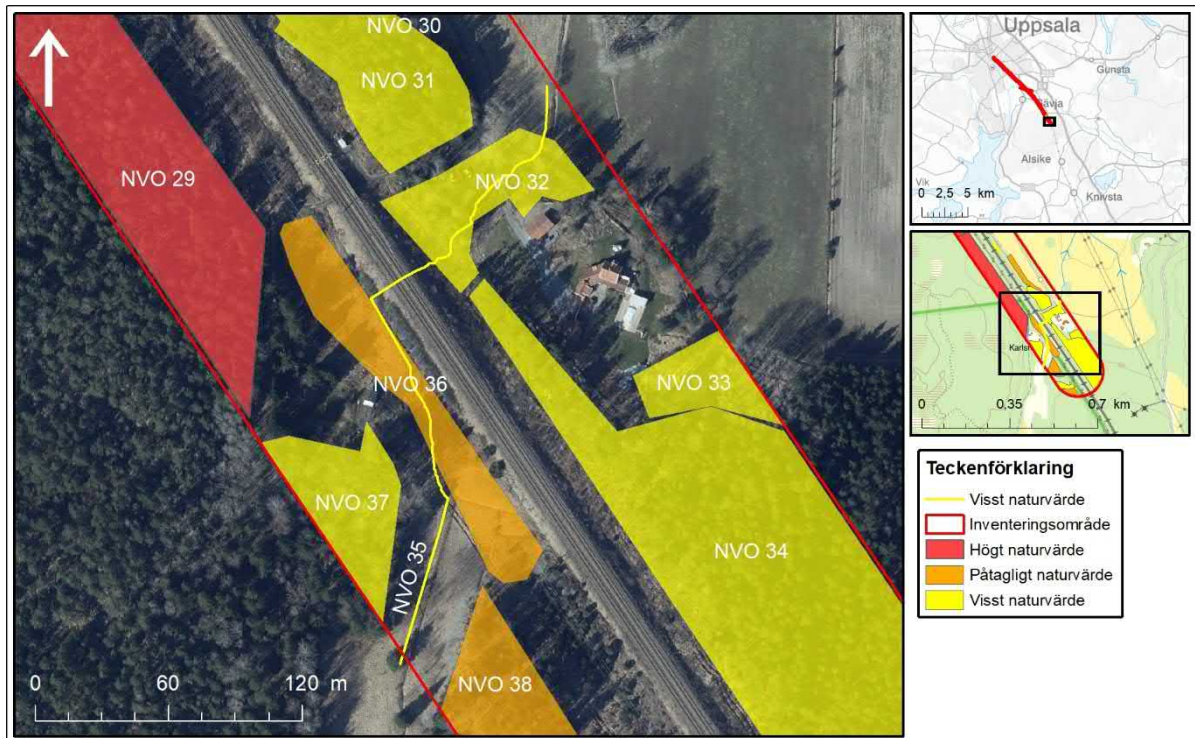 NVO 30
NVO 31
NVO 29
NVO 32
NVO 33
NVO 36
NVO 37
NVO 34
NVO 35
NVO 38
0 60 120 m
Uppsala
Gunsta
Sävja
Alsike
Vik
Knivsta
0 2,5 5 km
Karlst
0 0,35 0,7 km
Teckenförklaring
Visst naturvärde
Inventeringsområde
Högt naturvärde
Påtagligt naturvärde
Visst naturvärde